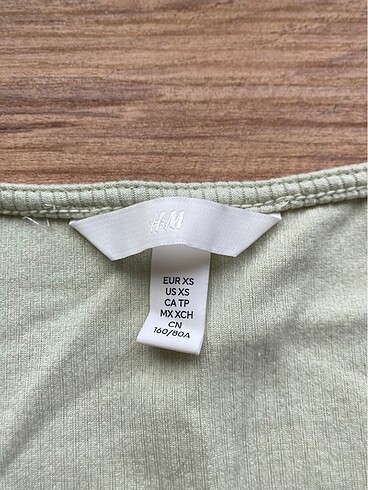 H&M
EUR XS
US XS
CA TP
MX XCH
CN
160/80A